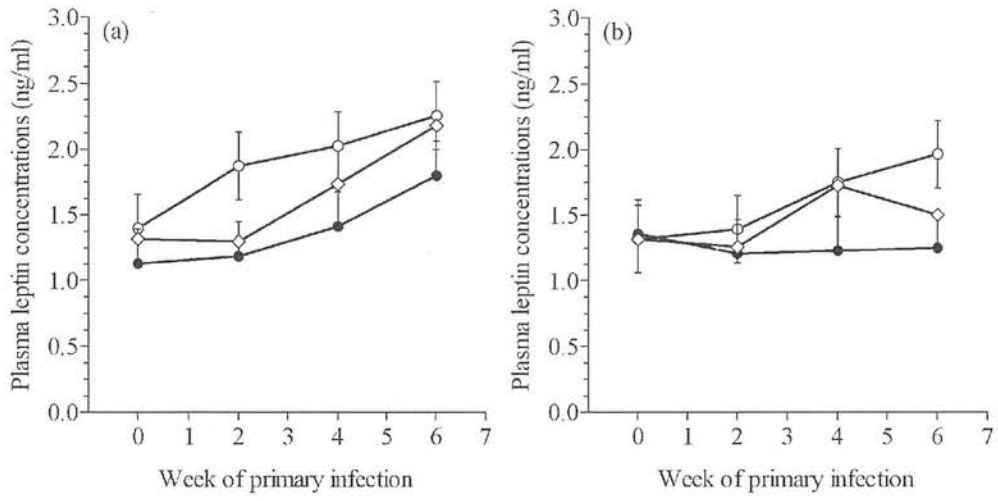 (a)
Plasma leptin concentrations (ng/ml)
3.0
2.5
2.0
1.5
1.0
0.5
0.0
0 1 2 3 4 5 6 7
Week of primary infection
(b)
Plasma leptin concentrations (ng/ml)
3.0
2.5
2.0
1.5
1.0
0.5
0.0
0 1 2 3 4 5 6 7
Week of primary infection